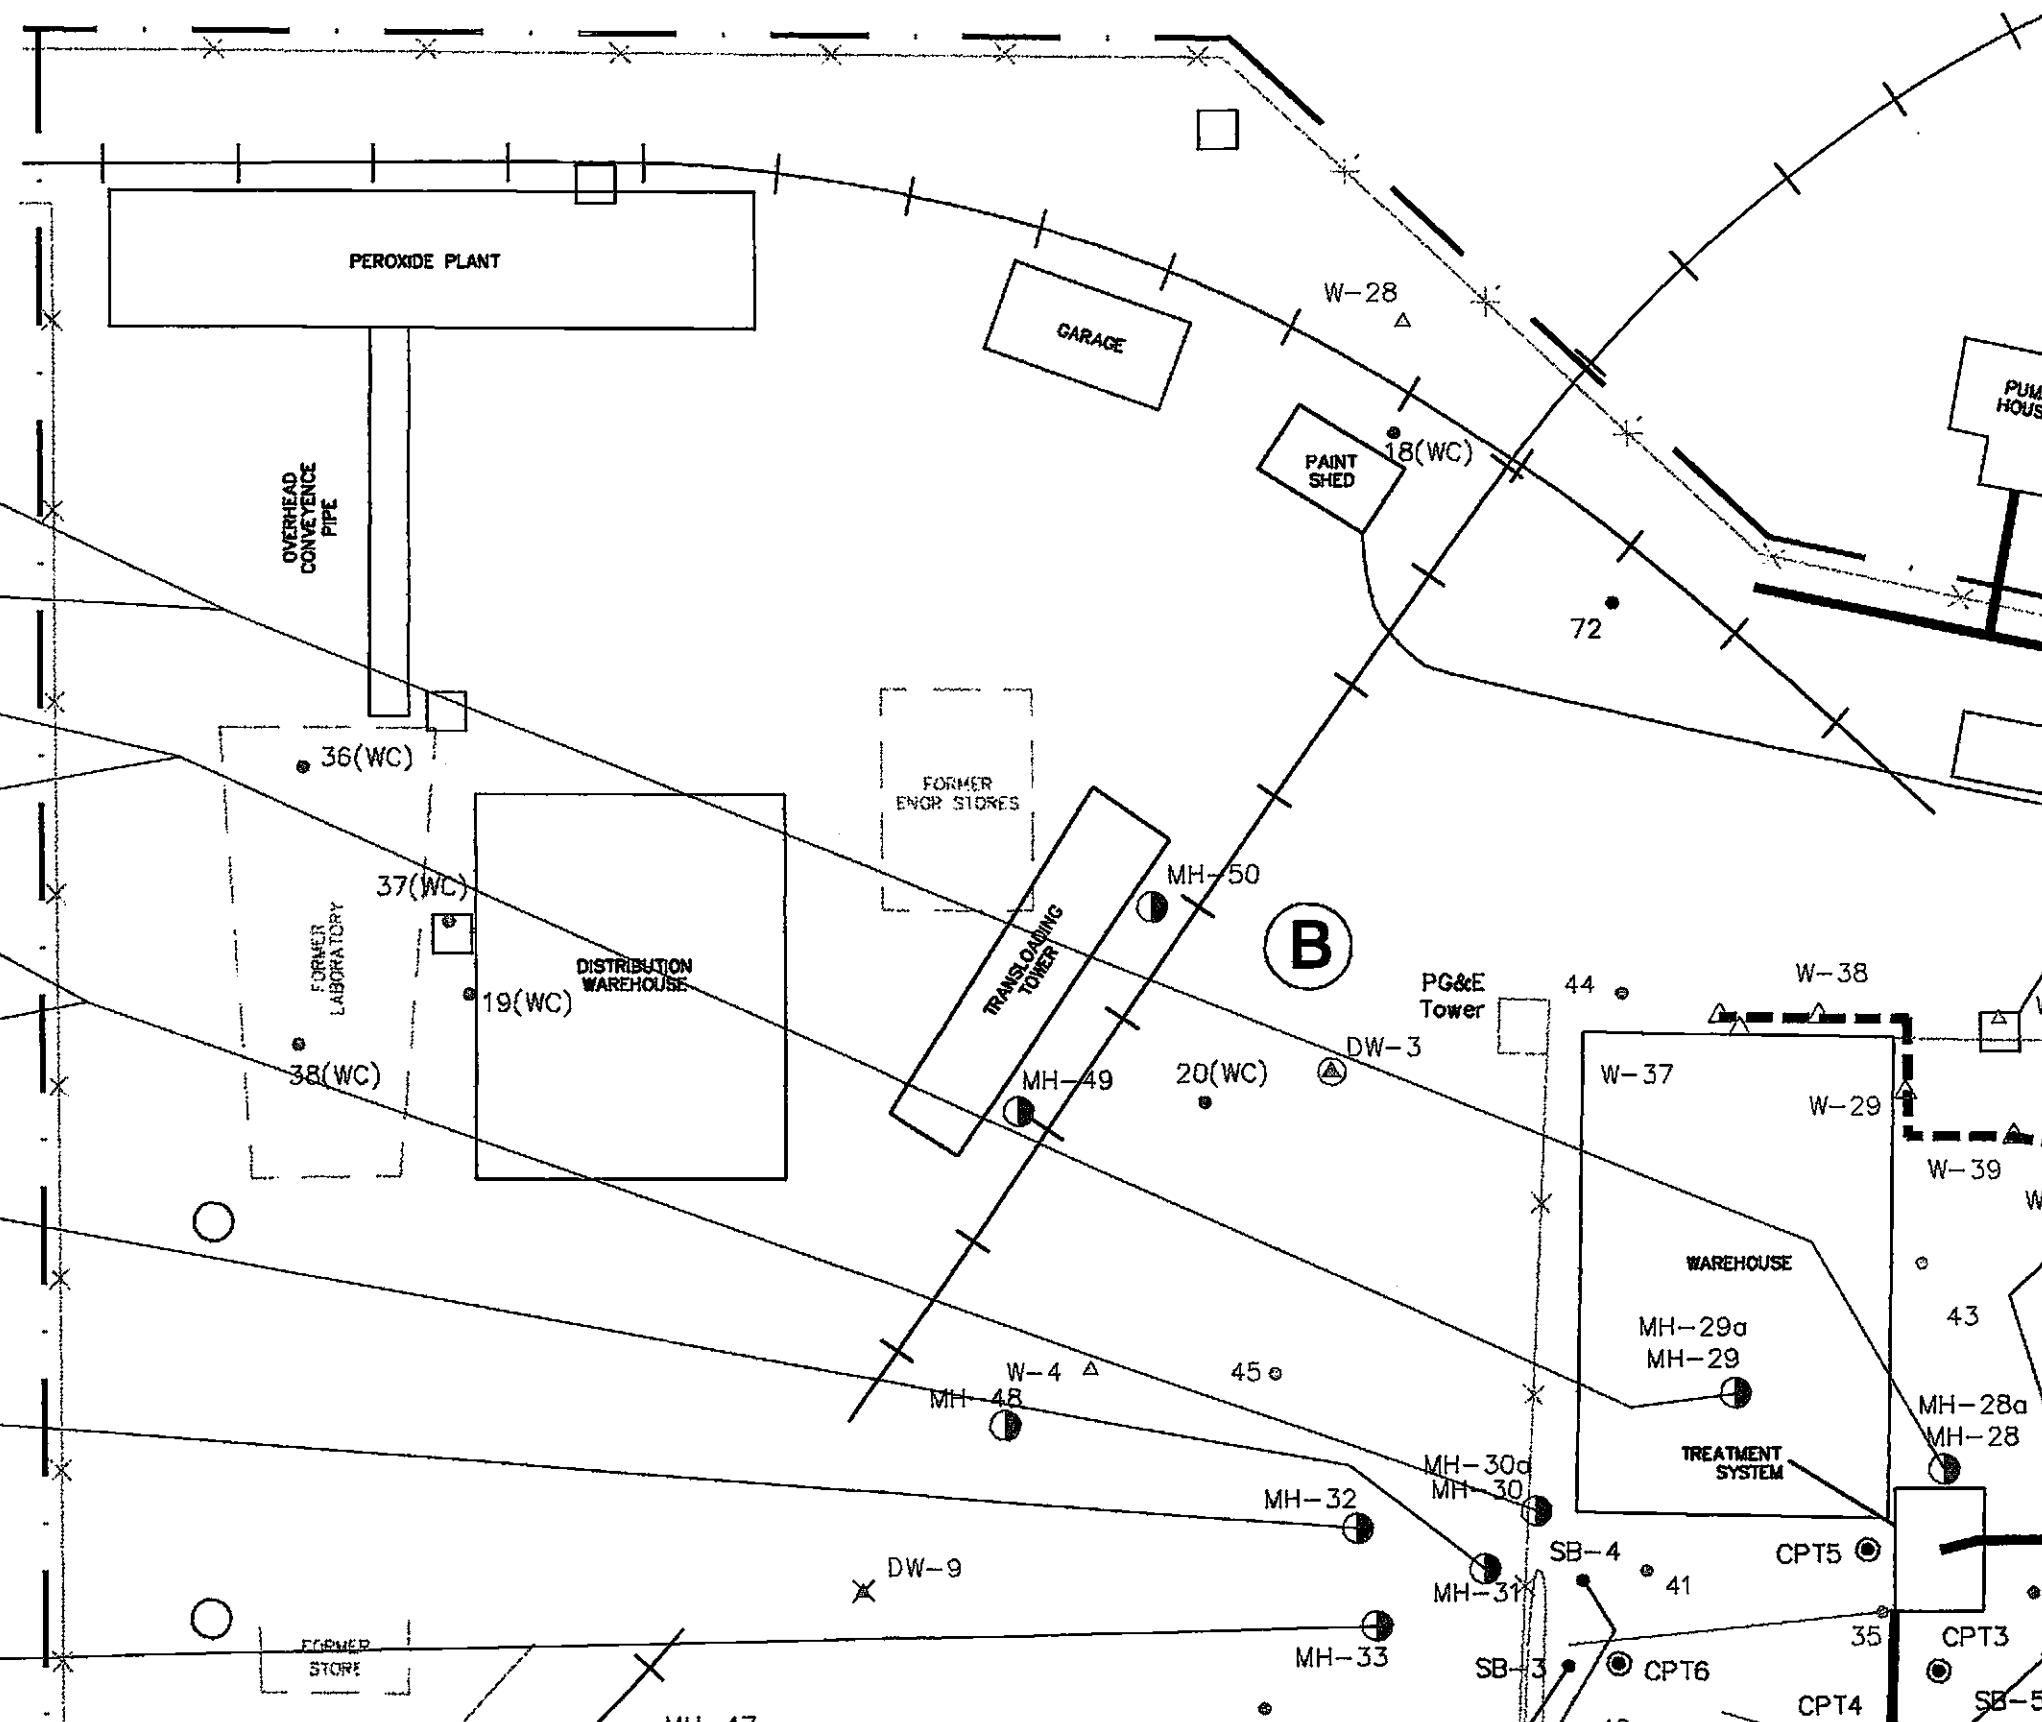 PEROXIDE PLANT
W-28
GARAGE
18(WC)
PAINT
SHED
OVERHEAD
CONVEYENCE
PIPE
72
36(WC)
FORMER
STORES
MH-50
37(WC)
FORMER
LABORATORY
TRANSLOADING
TOWER
B
DISTRIBUTION
WAREHOUSE
PG&E
Tower
44
W-38
19(WC)
DW-3
38(WC)
MH-49
20(WC)
W-37
W-29
W-39
WAREHOUSE
43
MH-29a
MH-29
W-4
45
MH-48
MH-28a
MH-28
TREATMENT
SYSTEM
MH-30a
MH-30
MH-32
SB-4
CPT5
DW-9
MH-31
41
FORMER
STORE
MH-33
35
CPT3
SB-3
CPT6
CPT4
SB-5
MH-47